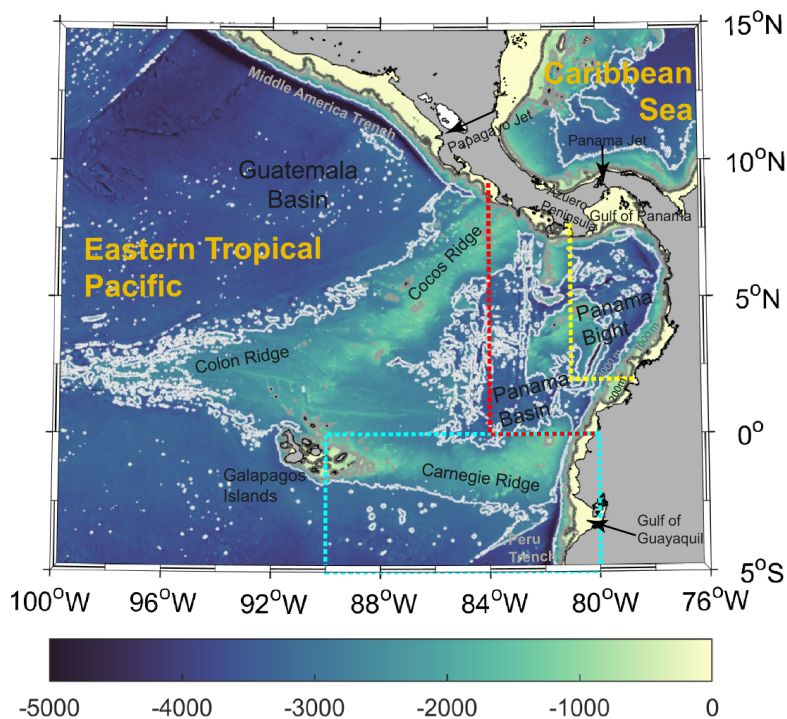 15°N
Caribbean
Sea
Middle America Trench
Papagayo Jet
Panama Jet
10°N
Guatemala
Basin
Azuero
Peninsula
Gulf of Panama
Eastern Tropical
Pacific
Cocos Ridge
5°N
Panama
Bight
Colon Ridge
1000m
200m
Panama
Basin
0°
Galapagos
Islands
Carnegie Ridge
Gulf of
Guayaquil
Peru
Trench
5°S
100°W 96°W 92°W 88°W 84°W 80°W 76°W
-5000 -4000 -3000 -2000 -1000 0